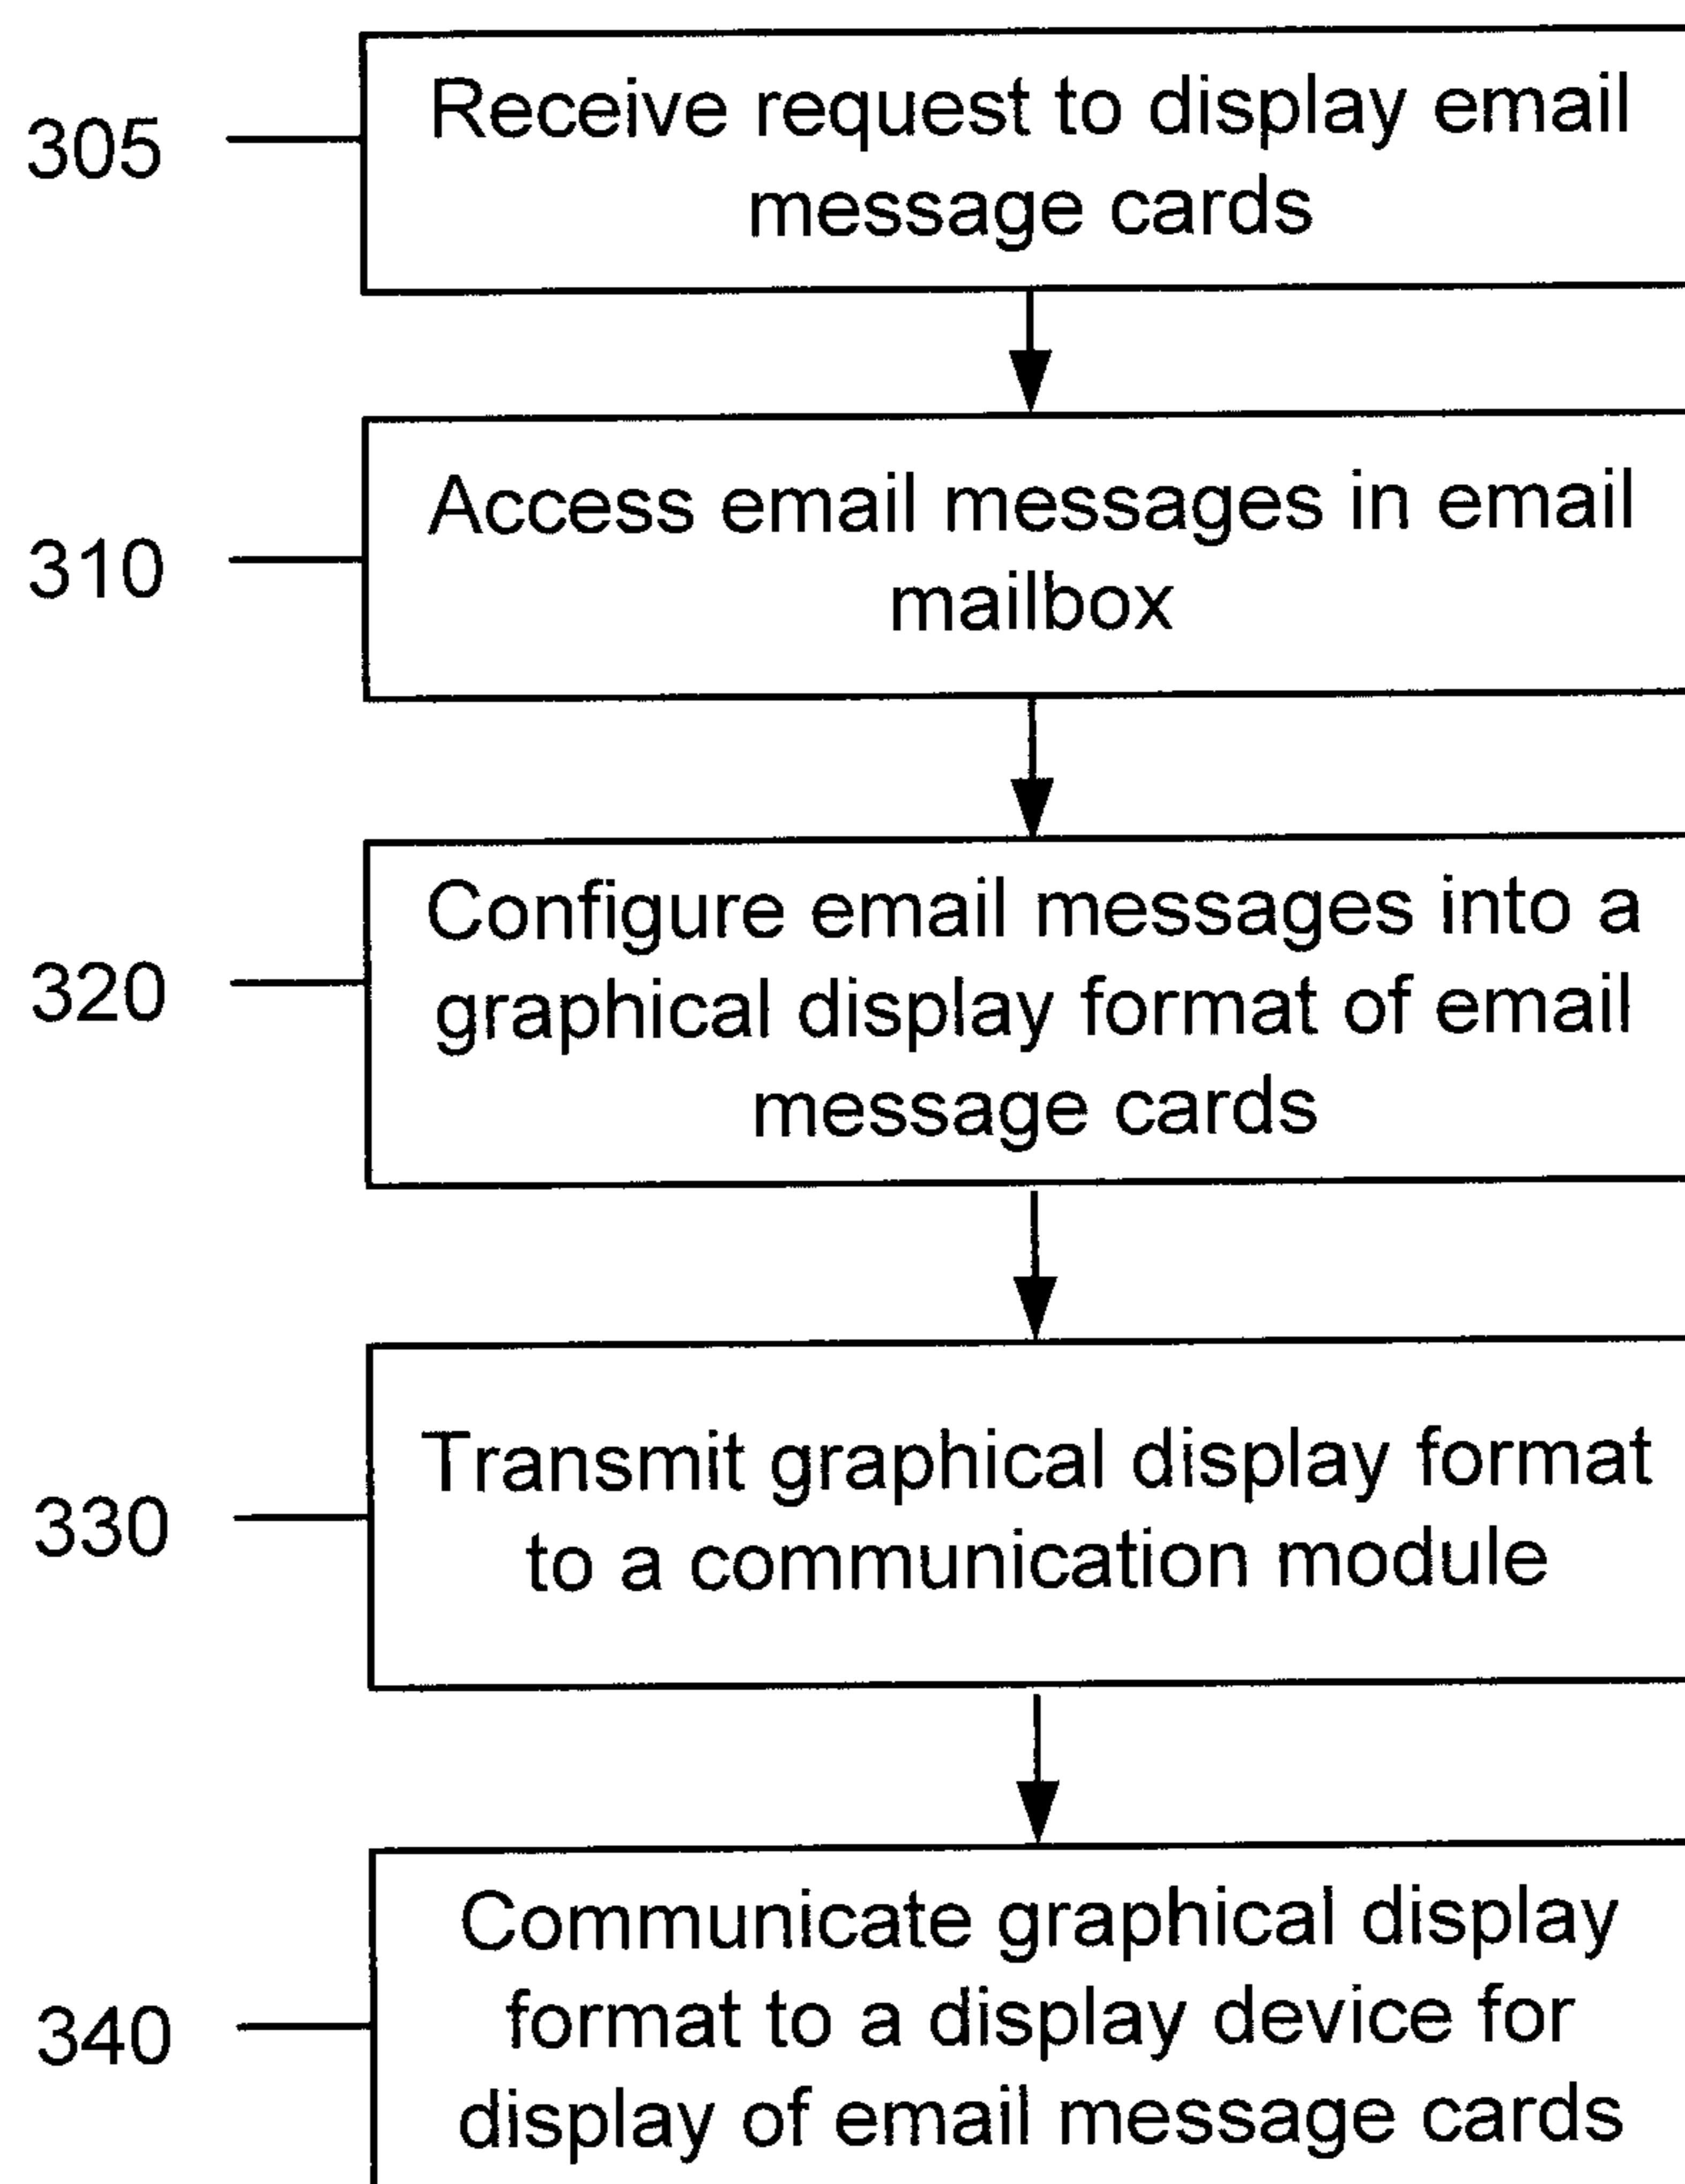 305
Receive request to display email
message cards
310
Access email messages in email
mailbox
320
Configure email messages into a
graphical display format of email
message cards
330
Transmit graphical display format
to a communication module
340
Communicate graphical display
format to a display device for
display of email message cards